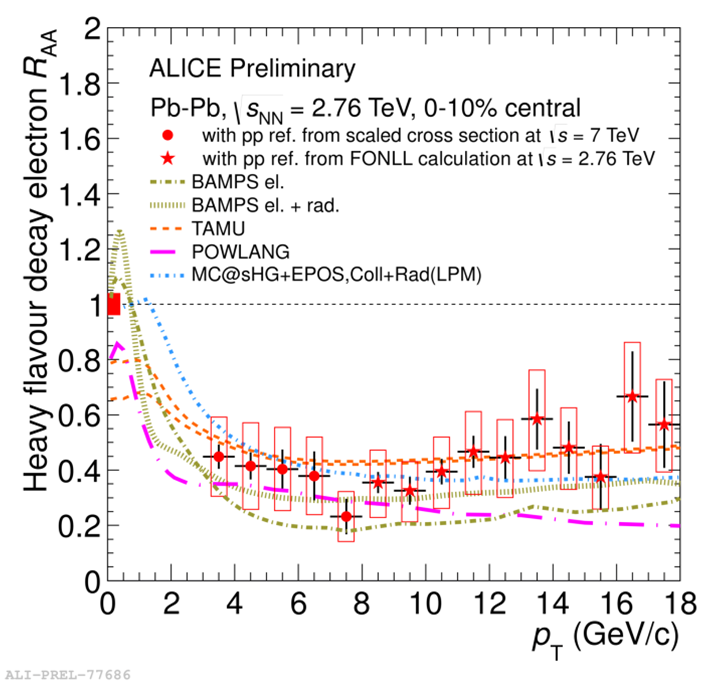 2
1.8
1.6
1.4
1.2
1
0.8
0.6
0.4
0.2
0
Heavy flavour decay electron R_AA
ALICE Preliminary
Pb-Pb, √s_NN = 2.76 TeV, 0-10% central
with pp ref. from scaled cross section at √s = 7 TeV
with pp ref. from FONLL calculation at √s = 2.76 TeV
BAMPS el.
BAMPS el. + rad.
TAMU
POWLANG
MC@sHG+EPOS,Coll+Rad(LPM)
0 2 4 6 8 10 12 14 16 18
p_T (GeV/c)
ALI-PREL-77686